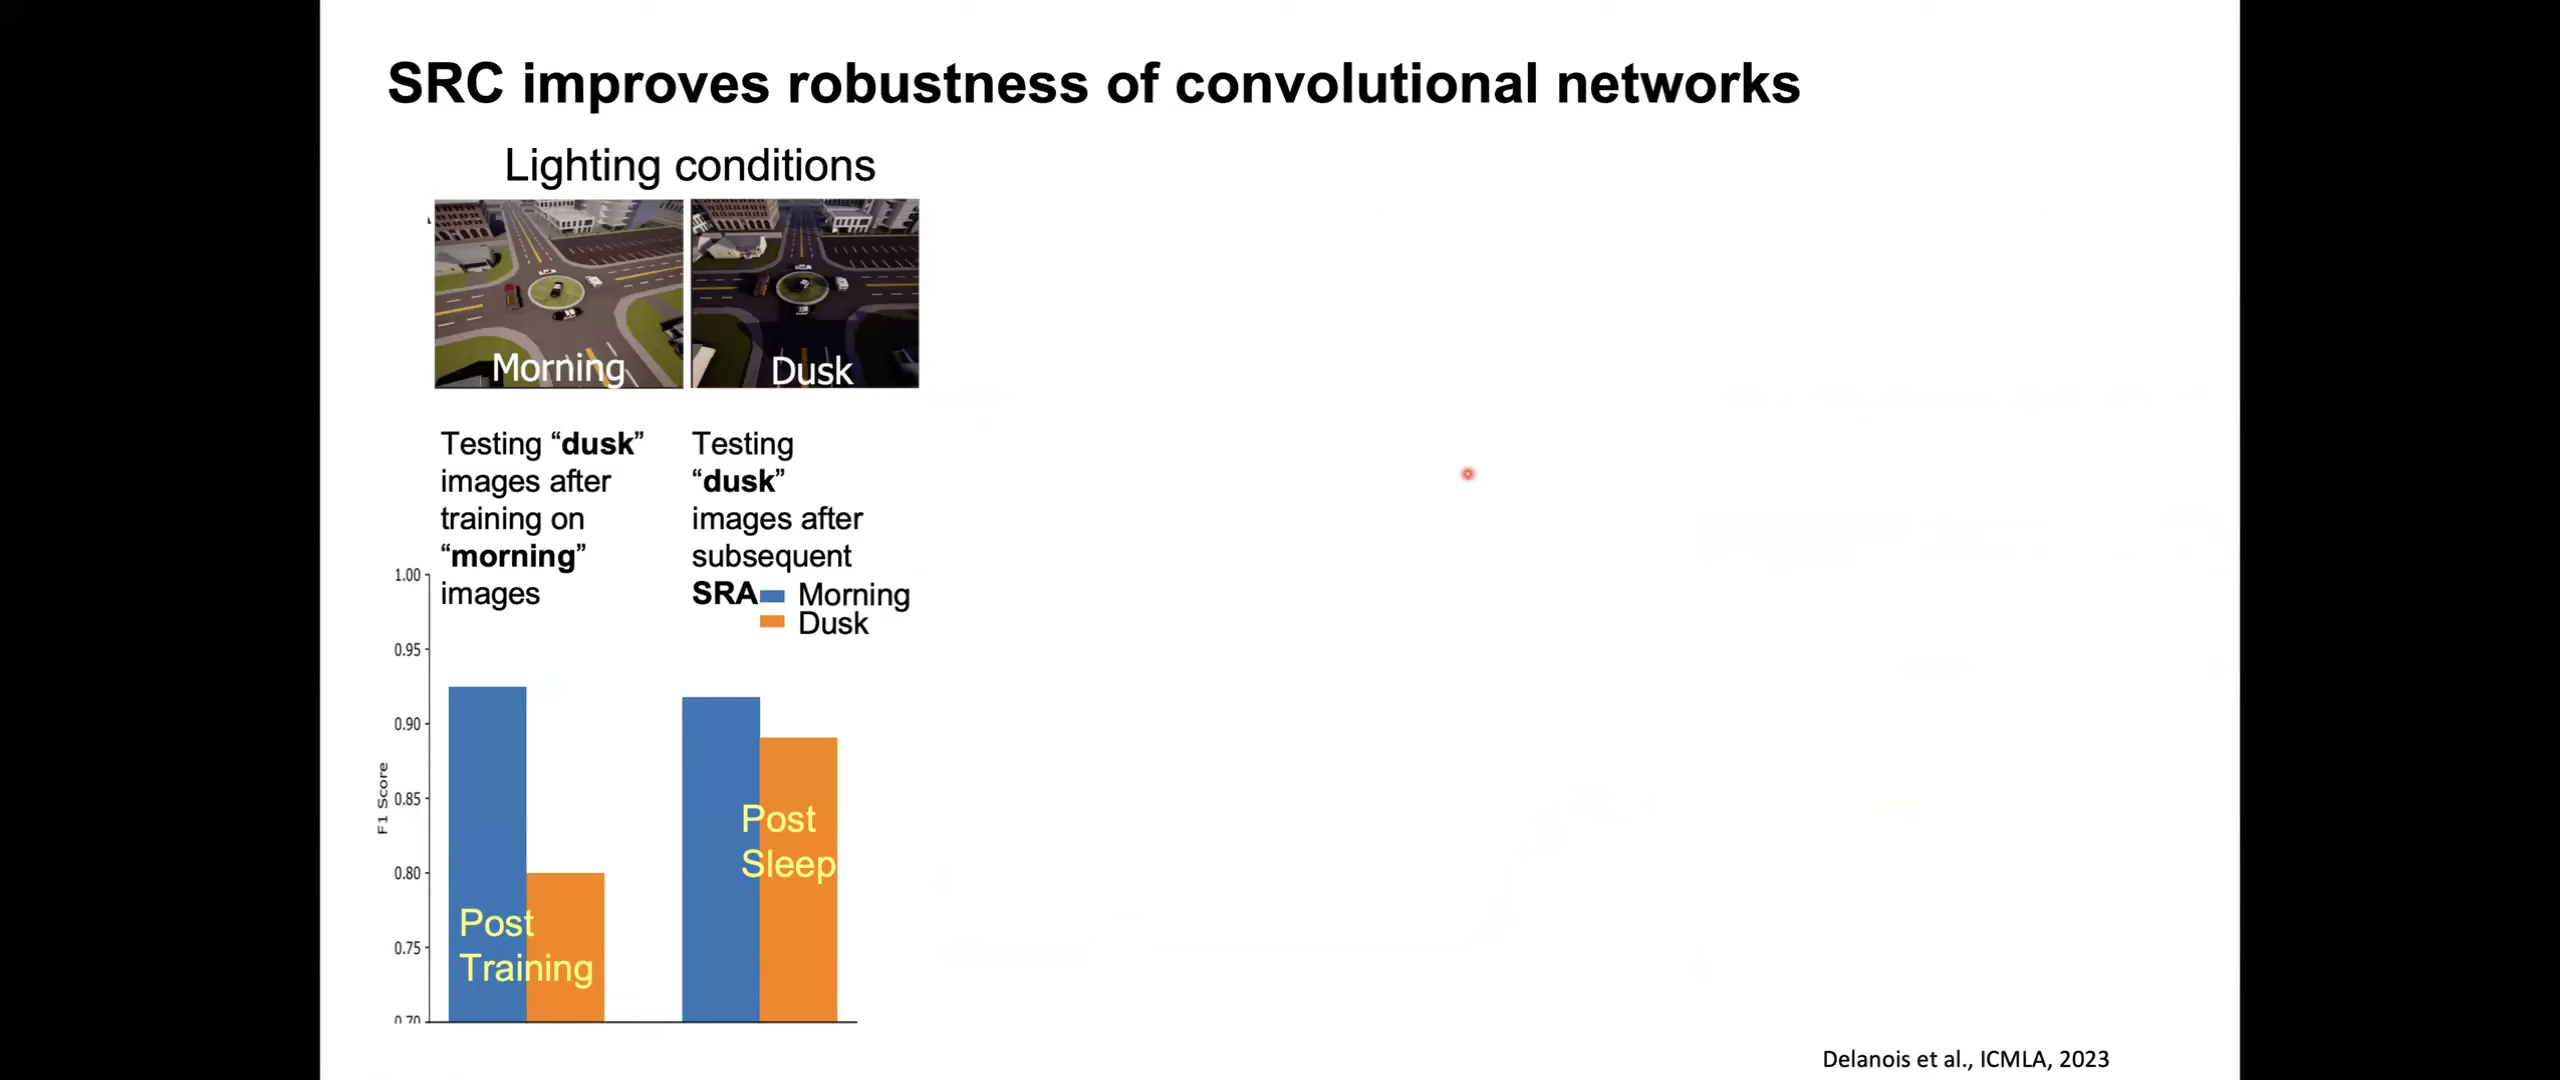 SRC improves robustness of convolutional networks
Lighting conditions
Morning
Dusk
Testing “dusk”
images after
training on
“morning”
images
Testing
“dusk”
images after
subsequent
SRA
Morning
Dusk
1.00
0.95
0.90
0.85
0.80
0.75
0.70
F1 Score
Post
Training
Post
Sleep
Delanois et al., ICMLA, 2023